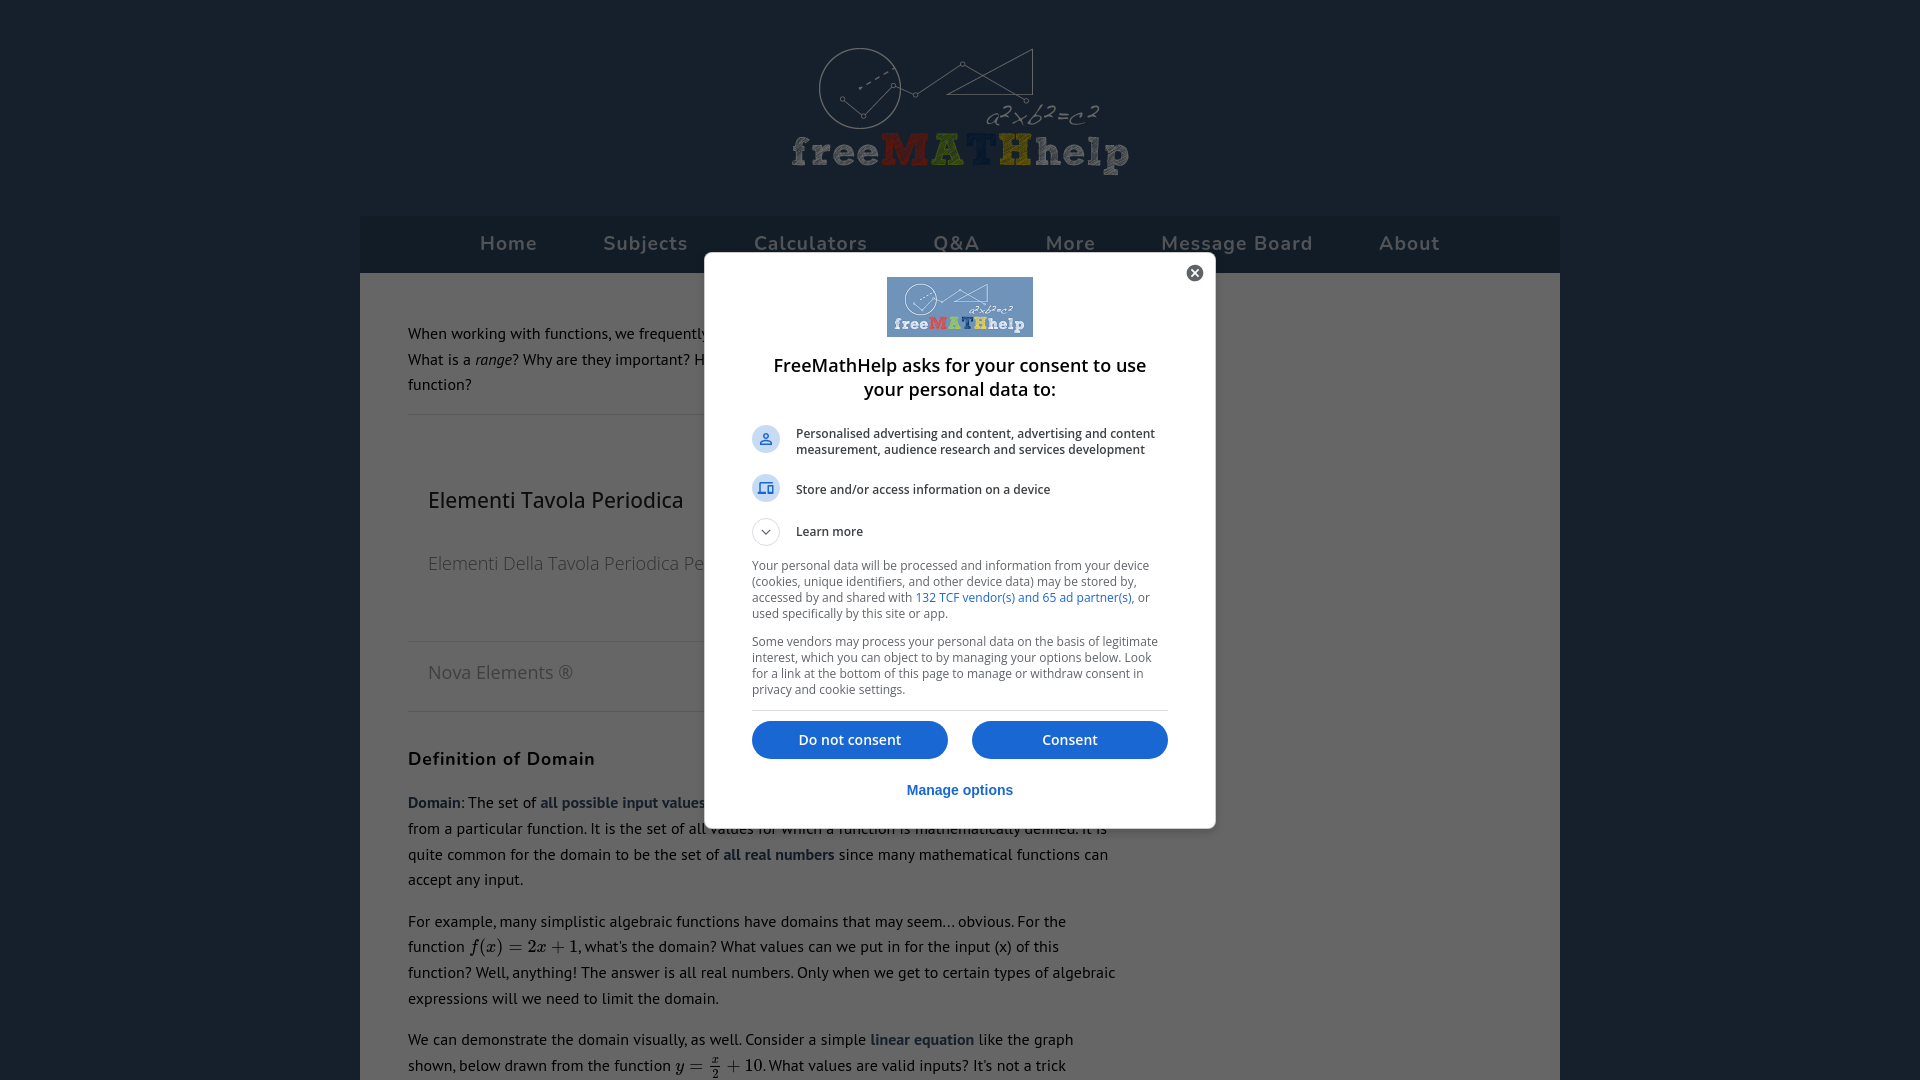 a²xb²=c²
freeMATHhelp
Home Subjects Calculators Q&A More Message Board About
When working with functions, we frequently
What is a range? Why are they important? H
function?
Elementi Tavola Periodica
Elementi Della Tavola Periodica Pe
Nova Elements ®
Definition of Domain
Domain: The set of all possible input values
from a particular function. It is the set of all values for which a function is mathematically defined. It is
quite common for the domain to be the set of all real numbers since many mathematical functions can
accept any input.
For example, many simplistic algebraic functions have domains that may seem... obvious. For the
function f(x) = 2x + 1, what's the domain? What values can we put in for the input (x) of this
function? Well, anything! The answer is all real numbers. Only when we get to certain types of algebraic
expressions will we need to limit the domain.
We can demonstrate the domain visually, as well. Consider a simple linear equation like the graph
shown, below drawn from the function y = x/2 + 10. What values are valid inputs? It's not a trick
a²xb²=c²
freeMATHhelp
FreeMathHelp asks for your consent to use
your personal data to:
Personalised advertising and content, advertising and content
measurement, audience research and services development
Store and/or access information on a device
Learn more
Your personal data will be processed and information from your device
(cookies, unique identifiers, and other device data) may be stored by,
accessed by and shared with 132 TCF vendor(s) and 65 ad partner(s), or
used specifically by this site or app.
Some vendors may process your personal data on the basis of legitimate
interest, which you can object to by managing your options below. Look
for a link at the bottom of this page to manage or withdraw consent in
privacy and cookie settings.
Do not consent Consent
Manage options